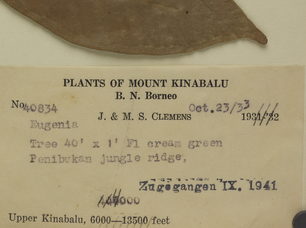 PLANTS OF MOUNT KINABALU
B. N. Borneo
No. 40834 Oct.23/33
J. & M. S. CLEMENS 1931-32
Eugenia
Tree 40' x 1' Fl cream green
Penibukan jungle ridge,
Zugegangen IX. 1941
4000
Upper Kinabalu, 6000—13500 feet